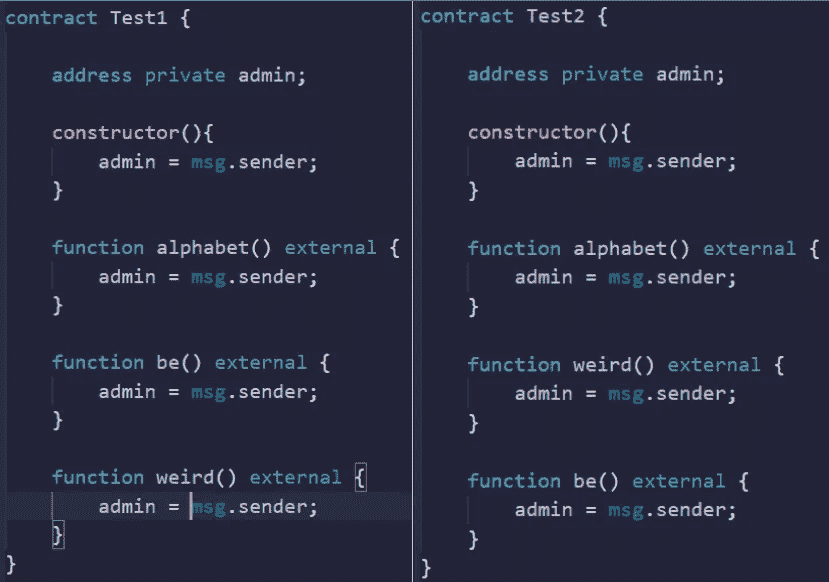 contract Test1 {
address private admin;
constructor(){
admin = msg.sender;
}
function alphabet() external {
admin = msg.sender;
}
function be() external {
admin = msg.sender;
}
function weird() external {
admin = msg.sender;
}
}
contract Test2 {
address private admin;
constructor(){
admin = msg.sender;
}
function alphabet() external {
admin = msg.sender;
}
function weird() external {
admin = msg.sender;
}
function be() external {
admin = msg.sender;
}
}